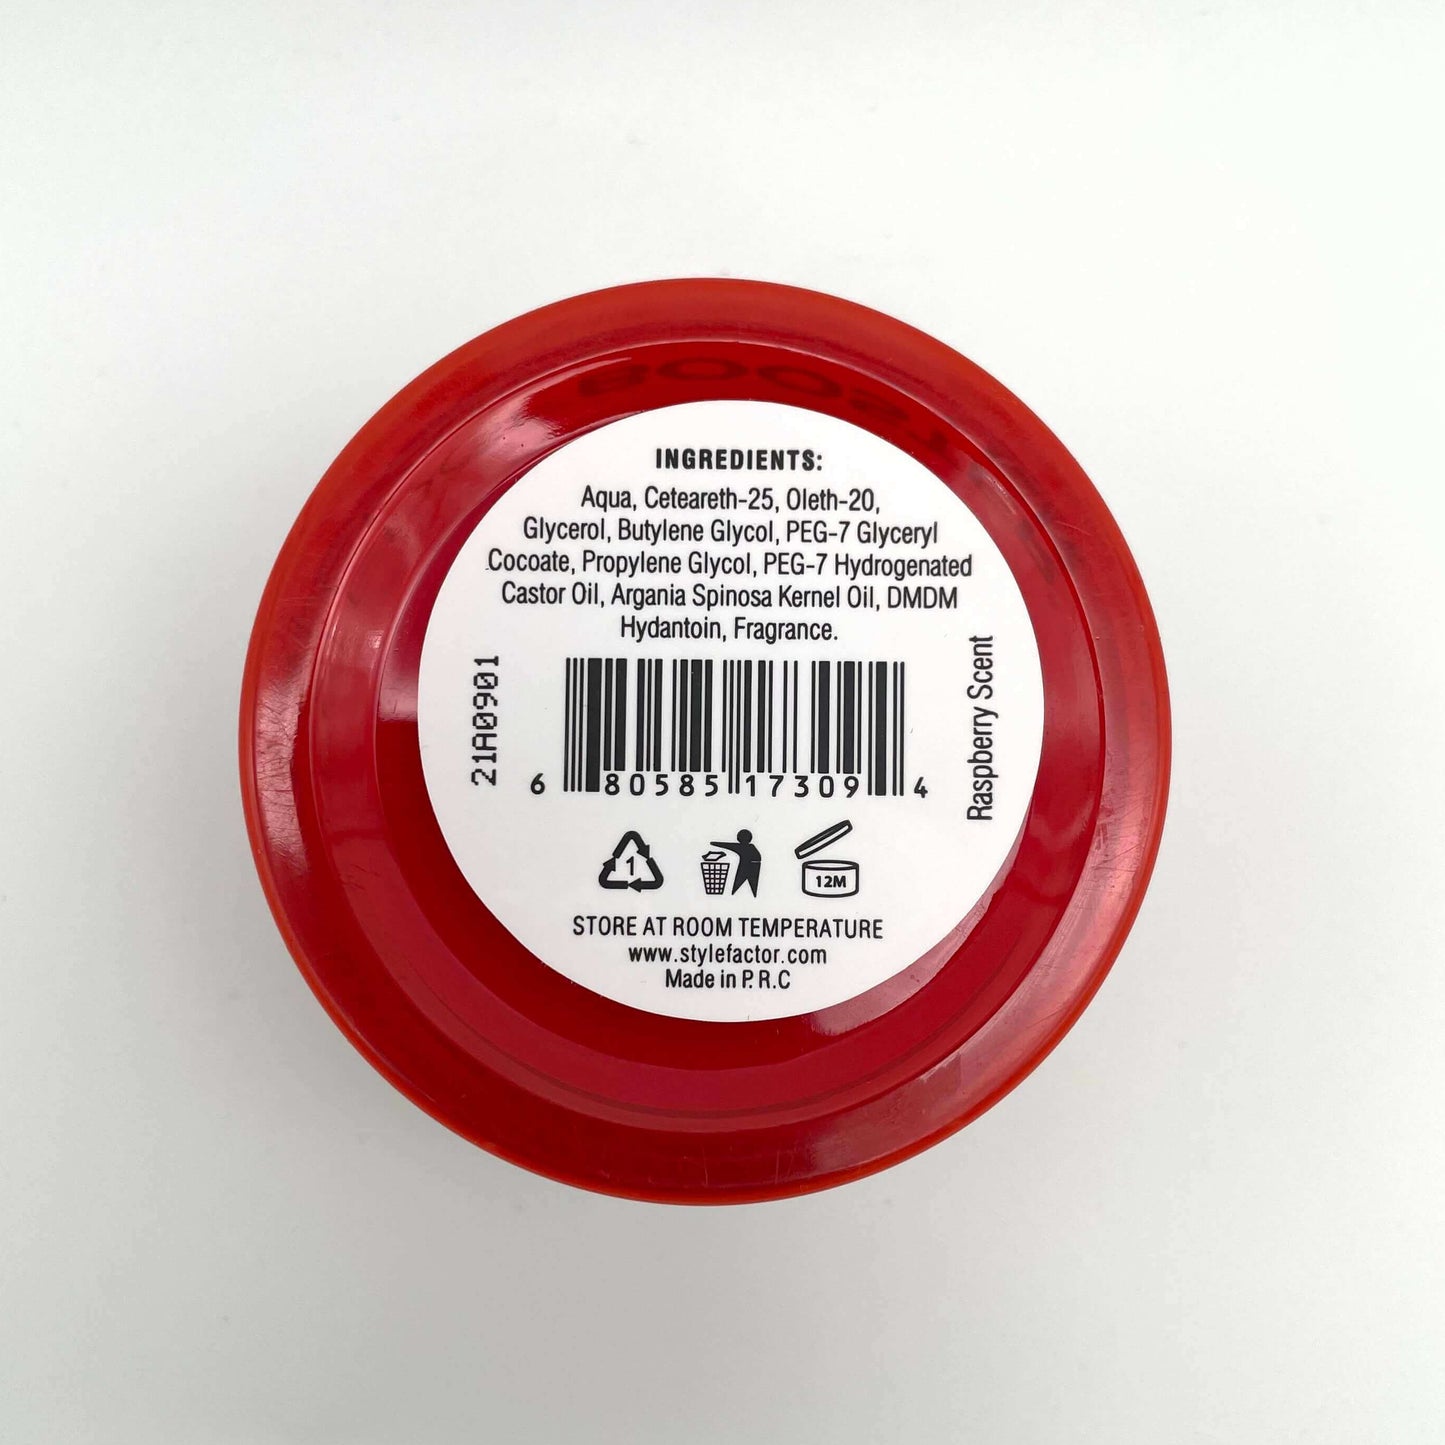 BOOST
INGREDIENTS:
Aqua, Ceteareth-25, Oleth-20,
Glycerol, Butylene Glycol, PEG-7 Glyceryl
Cocoate, Propylene Glycol, PEG-7 Hydrogenated
Castor Oil, Argania Spinosa Kernel Oil, DMDM
Hydantoin, Fragrance.
21A0901
6 80585 17309 4
Raspberry Scent
1
12M
STORE AT ROOM TEMPERATURE
www.stylefactor.com
Made in P.R.C